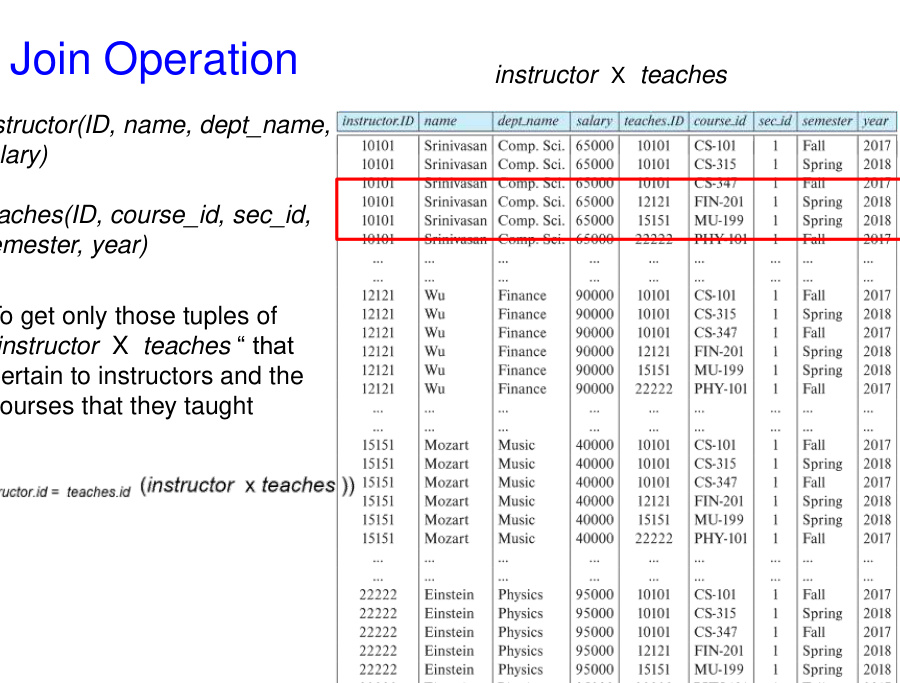 Join Operation
instructor X teaches
structor(ID, name, dept_name,
lary)
aches(ID, course_id, sec_id,
emester, year)
o get only those tuples of
instructor X teaches “ that
ertain to instructors and the
ourses that they taught
ructor.id = teaches.id (instructor x teaches ))
instructor.ID name dept_name salary teaches.ID course_id sec_id semester year
10101 Srinivasan Comp. Sci. 65000 10101 CS-101 1 Fall 2017
10101 Srinivasan Comp. Sci. 65000 10101 CS-315 1 Spring 2018
10101 Srinivasan Comp. Sci. 65000 10101 CS-347 1 Fall 2017
10101 Srinivasan Comp. Sci. 65000 12121 FIN-201 1 Spring 2018
10101 Srinivasan Comp. Sci. 65000 15151 MU-199 1 Spring 2018
10101 Srinivasan Comp. Sci. 65000 22222 PHY-101 1 Fall 2017
... ... ... ... ... ... ... ... ...
... ... ... ... ... ... ... ... ...
12121 Wu Finance 90000 10101 CS-101 1 Fall 2017
12121 Wu Finance 90000 10101 CS-315 1 Spring 2018
12121 Wu Finance 90000 10101 CS-347 1 Fall 2017
12121 Wu Finance 90000 12121 FIN-201 1 Spring 2018
12121 Wu Finance 90000 15151 MU-199 1 Spring 2018
12121 Wu Finance 90000 22222 PHY-101 1 Fall 2017
... ... ... ... ... ... ... ... ...
... ... ... ... ... ... ... ... ...
15151 Mozart Music 40000 10101 CS-101 1 Fall 2017
15151 Mozart Music 40000 10101 CS-315 1 Spring 2018
15151 Mozart Music 40000 10101 CS-347 1 Fall 2017
15151 Mozart Music 40000 12121 FIN-201 1 Spring 2018
15151 Mozart Music 40000 15151 MU-199 1 Spring 2018
15151 Mozart Music 40000 22222 PHY-101 1 Fall 2017
... ... ... ... ... ... ... ... ...
... ... ... ... ... ... ... ... ...
22222 Einstein Physics 95000 10101 CS-101 1 Fall 2017
22222 Einstein Physics 95000 10101 CS-315 1 Spring 2018
22222 Einstein Physics 95000 10101 CS-347 1 Fall 2017
22222 Einstein Physics 95000 12121 FIN-201 1 Spring 2018
22222 Einstein Physics 95000 15151 MU-199 1 Spring 2018